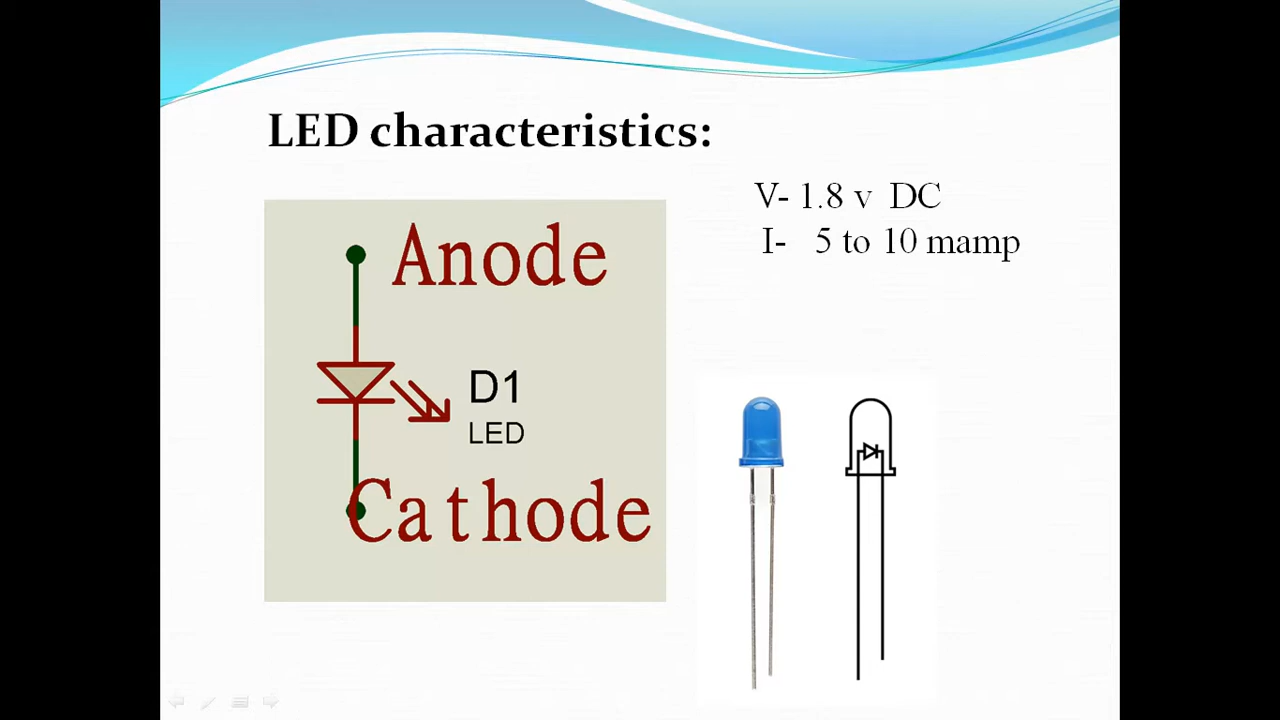 LED characteristics:
V- 1.8 v DC
I- 5 to 10 mamp
Anode
D1
LED
Cathode